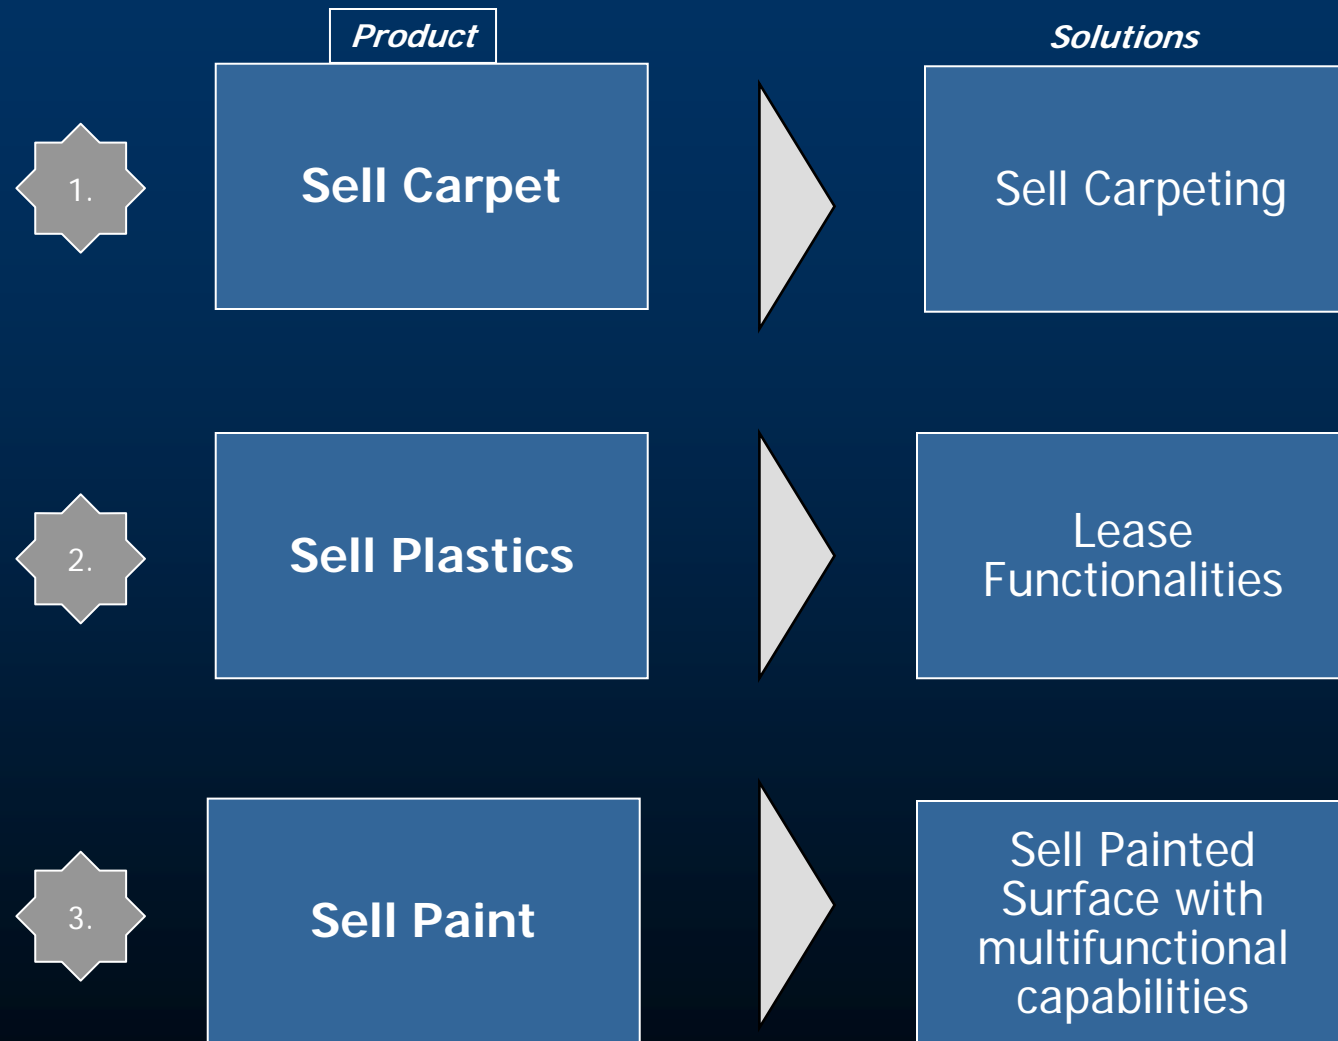 Product
Solutions
1.
Sell Carpet
Sell Carpeting
2.
Sell Plastics
Lease
Functionalities
3.
Sell Paint
Sell Painted
Surface with
multifunctional
capabilities